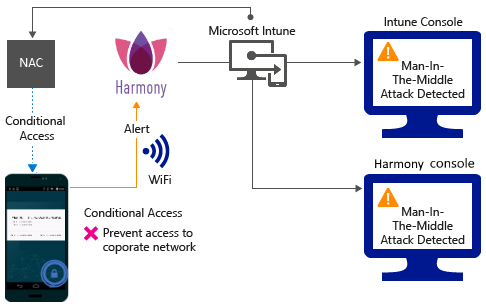 Microsoft Intune
Intune Console
NAC
Harmony
Man-In-
The-Middle
Attack Detected
Conditional
Access
Alert
WiFi
Harmony console
Man-In-
The-Middle
Attack Detected
Conditional Access
Prevent access to
coporate network